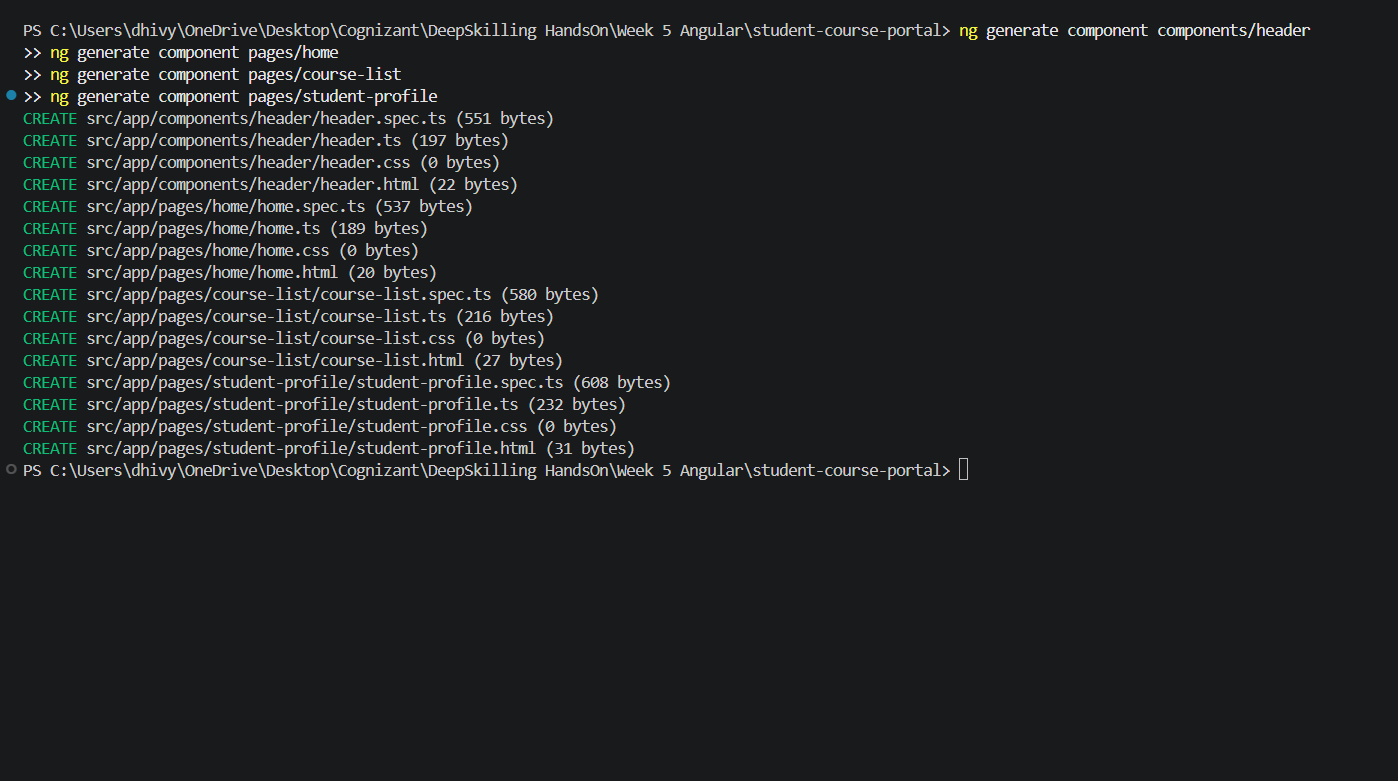 PS C:\Users\dhivy\OneDrive\Desktop\Cognizant\DeepSkilling HandsOn\Week 5 Angular\student-course-portal> ng generate component components/header
>> ng generate component pages/home
>> ng generate component pages/course-list
>> ng generate component pages/student-profile
CREATE src/app/components/header/header.spec.ts (551 bytes)
CREATE src/app/components/header/header.ts (197 bytes)
CREATE src/app/components/header/header.css (0 bytes)
CREATE src/app/components/header/header.html (22 bytes)
CREATE src/app/pages/home/home.spec.ts (537 bytes)
CREATE src/app/pages/home/home.ts (189 bytes)
CREATE src/app/pages/home/home.css (0 bytes)
CREATE src/app/pages/home/home.html (20 bytes)
CREATE src/app/pages/course-list/course-list.spec.ts (580 bytes)
CREATE src/app/pages/course-list/course-list.ts (216 bytes)
CREATE src/app/pages/course-list/course-list.css (0 bytes)
CREATE src/app/pages/course-list/course-list.html (27 bytes)
CREATE src/app/pages/student-profile/student-profile.spec.ts (608 bytes)
CREATE src/app/pages/student-profile/student-profile.ts (232 bytes)
CREATE src/app/pages/student-profile/student-profile.css (0 bytes)
CREATE src/app/pages/student-profile/student-profile.html (31 bytes)
PS C:\Users\dhivy\OneDrive\Desktop\Cognizant\DeepSkilling HandsOn\Week 5 Angular\student-course-portal>